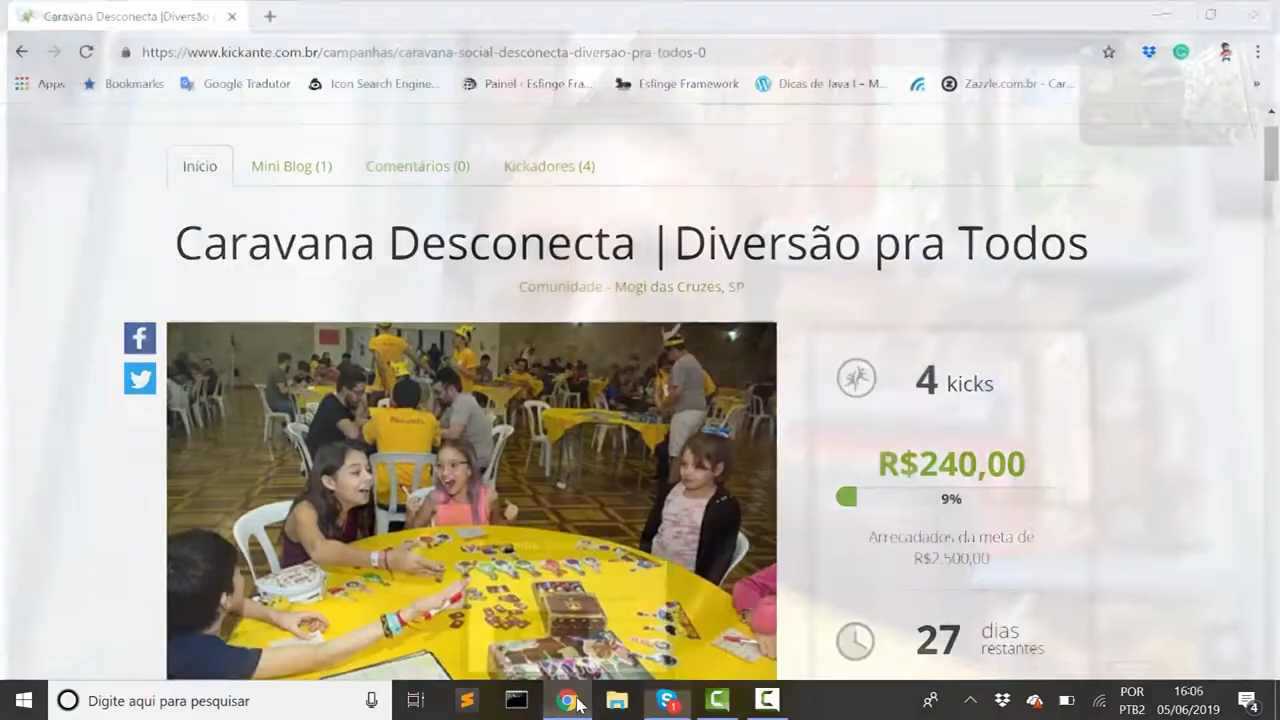 Caravana Desconecta |Diversão p
https://www.kickante.com.br/campanhas/caravana-social-desconecta-diversao-pra-todos-0
Apps
Bookmarks
Google Tradutor
Icon Search Engine...
Painel ‹ Esfinge Fra...
Esfinge Framework
Dicas de Java I – M...
Zazzle.com.br - Car...
»
Início
Mini Blog (1)
Comentários (0)
Kickadores (4)
Caravana Desconecta |Diversão pra Todos
Comunidade - Mogi das Cruzes, SP
4 kicks
R$240,00
9%
Arrecadados da meta de
R$2.500,00
27 dias
restantes
Digite aqui para pesquisar
1
POR
PTB2
16:06
05/06/2019
4